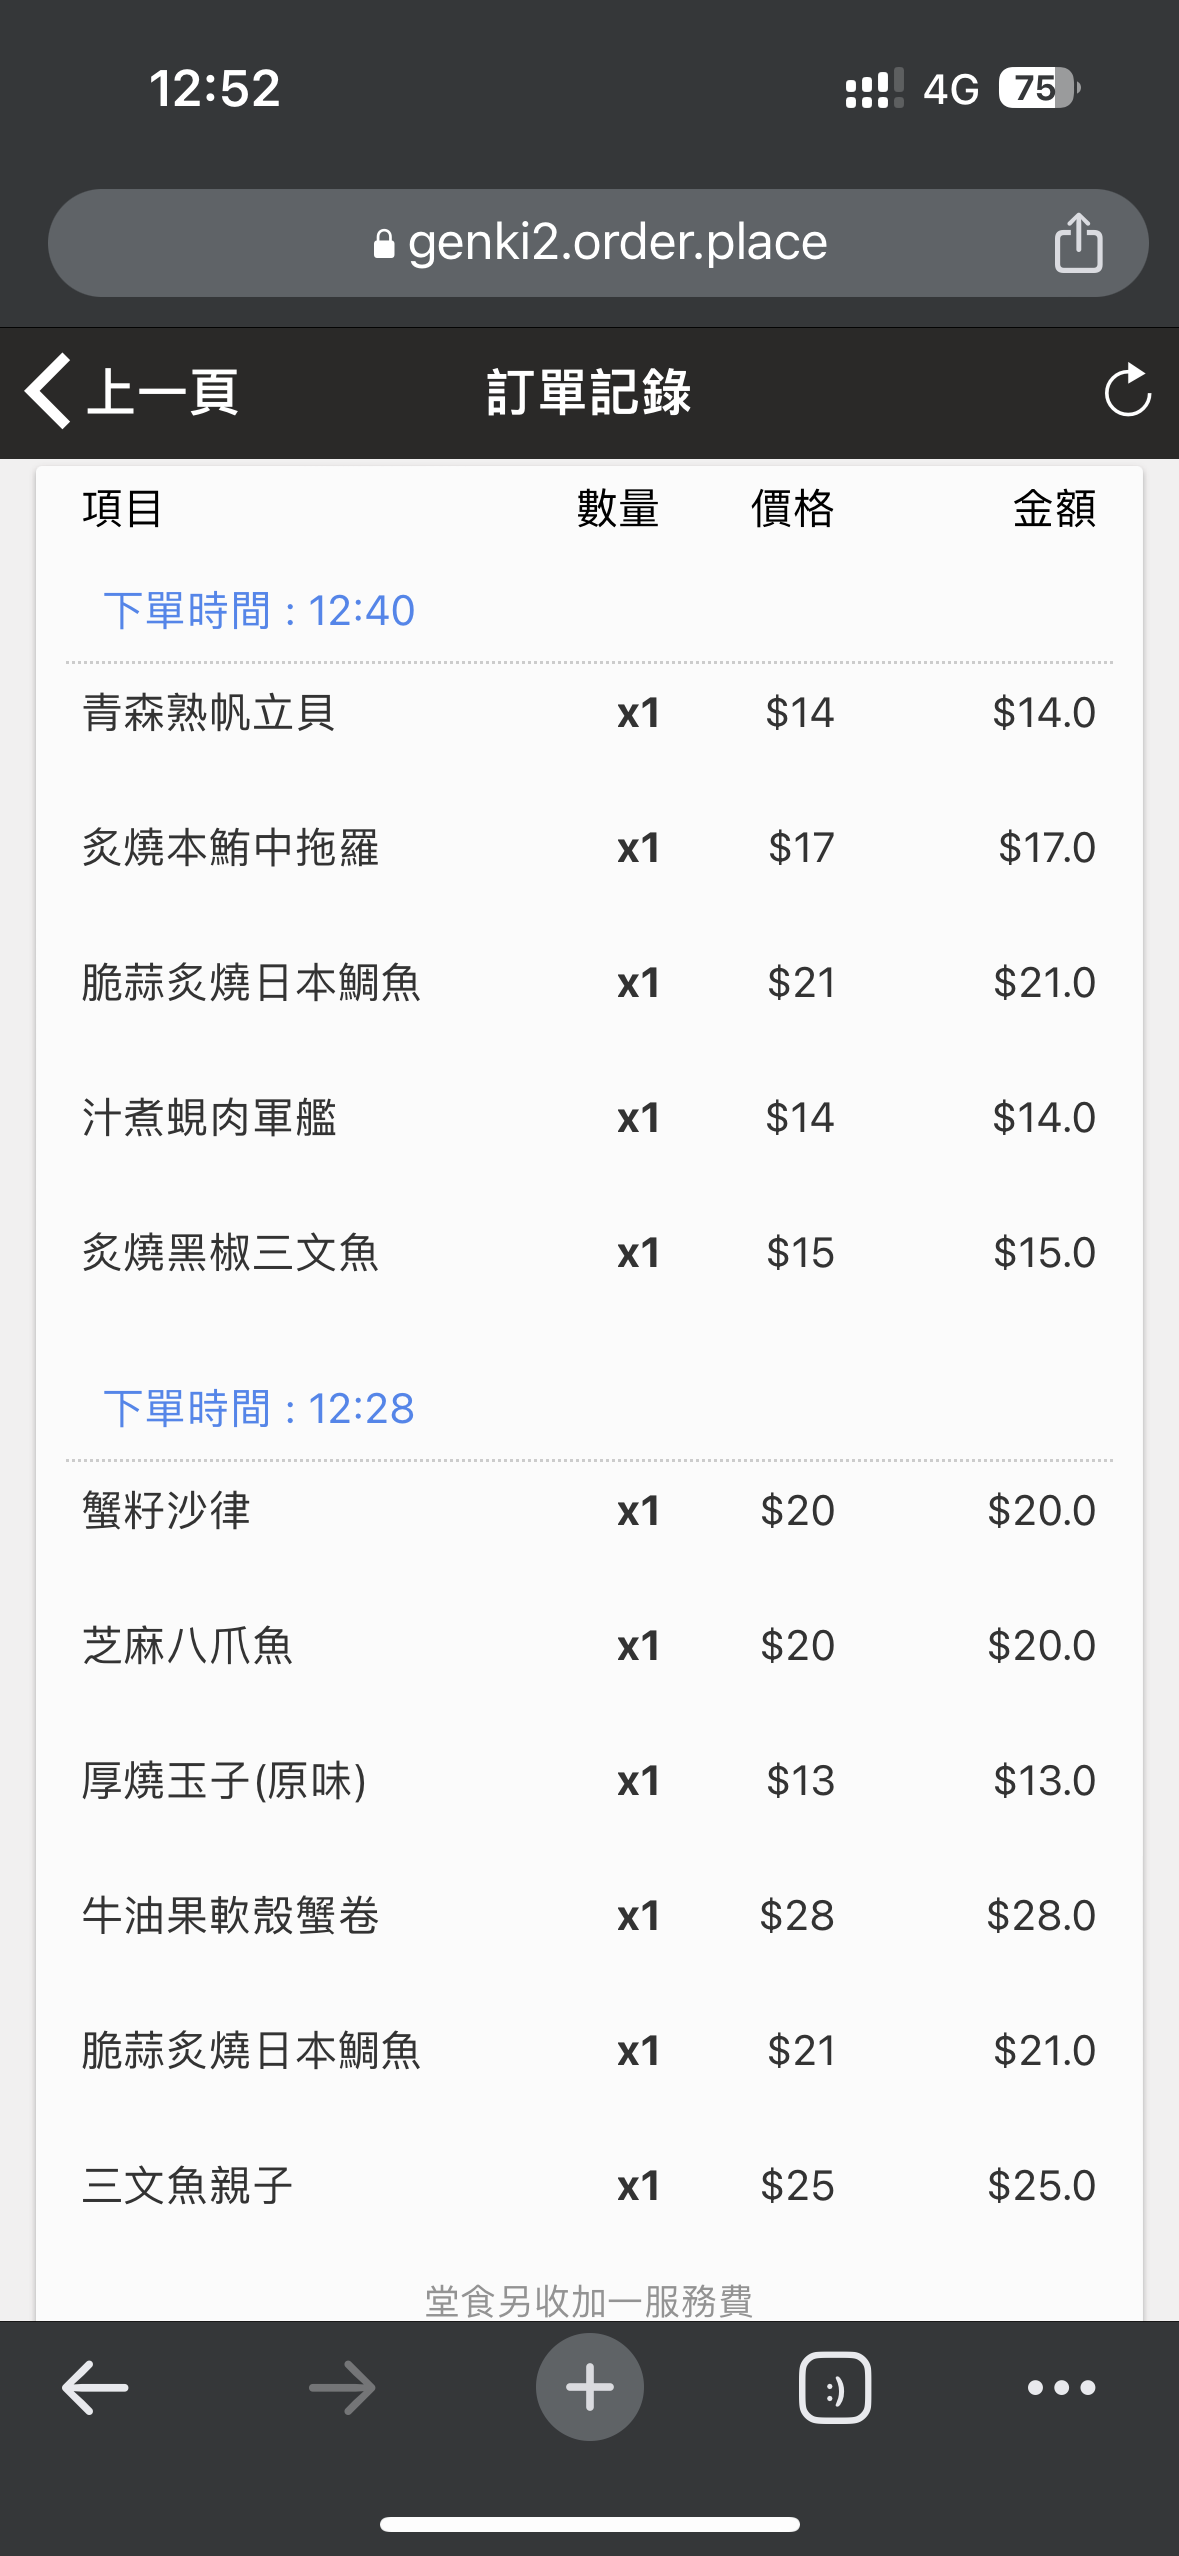 12:52 4G 75
genki2.order.place
上一頁 訂單記錄
項目 數量 價格 金額
下單時間 : 12:40
青森熟帆立貝 x1 $14 $14.0
炙燒本鮪中拖羅 x1 $17 $17.0
脆蒜炙燒日本鯛魚 x1 $21 $21.0
汁煮蜆肉軍艦 x1 $14 $14.0
炙燒黑椒三文魚 x1 $15 $15.0
下單時間 : 12:28
蟹籽沙律 x1 $20 $20.0
芝麻八爪魚 x1 $20 $20.0
厚燒玉子(原味) x1 $13 $13.0
牛油果軟殼蟹卷 x1 $28 $28.0
脆蒜炙燒日本鯛魚 x1 $21 $21.0
三文魚親子 x1 $25 $25.0
堂食另收加一服務費
:)